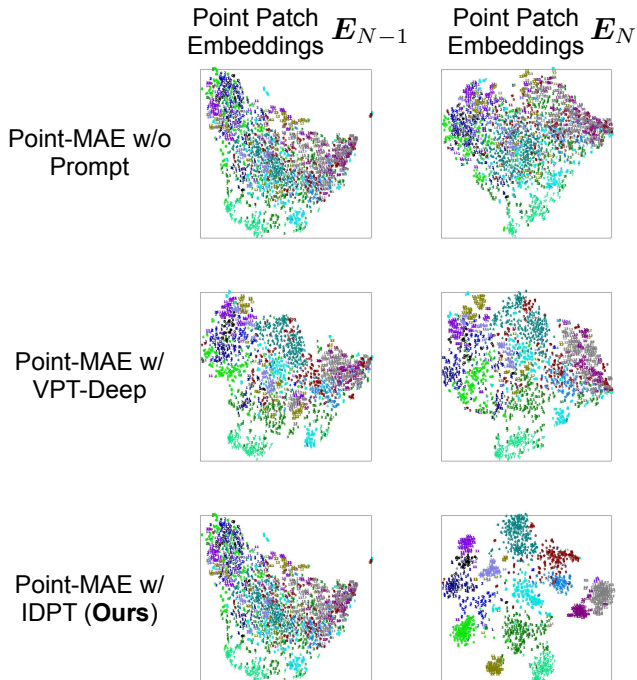 Point Patch
Embeddings E_{N-1}
Point Patch
Embeddings E_N
Point-MAE w/o
Prompt
Point-MAE w/
VPT-Deep
Point-MAE w/
IDPT (Ours)